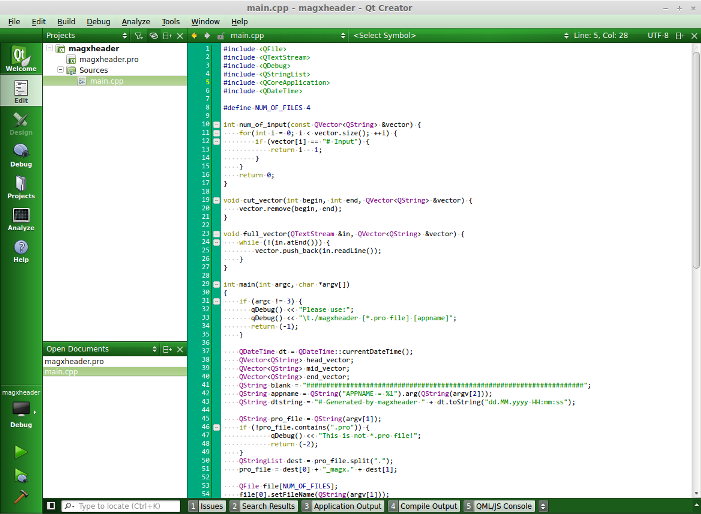 main.cpp - magxheader - Qt Creator
File Edit Build Debug Analyze Tools Window Help
Projects
main.cpp
<Select Symbol>
Line: 5, Col: 28
UTF-8
Welcome
Edit
Design
Debug
Projects
Analyze
Help
magxheader
Debug
magxheader
magxheader.pro
Sources
main.cpp
Open Documents
magxheader.pro
main.cpp
1 #include <QFile>
2 #include <QTextStream>
3 #include <QDebug>
4 #include <QStringList>
5 #include <QCoreApplication>
6 #include <QDateTime>
7
8 #define NUM_OF_FILES 4
9
10 int num_of_input(const QVector<QString> &vector) {
11 for(int i = 0; i < vector.size(); ++i) {
12 if (vector[i] == "# Input") {
13 return i i;
14 }
15 }
16 return 0;
17 }
18
19 void cut_vector(int begin, int end, QVector<QString> &vector) {
20 vector.remove(begin, end);
21 }
22
23 void full_vector(QTextStream &in, QVector<QString> &vector) {
24 while (!(in.atEnd())) {
25 vector.push_back(in.readLine());
26 }
27 }
28
29 int main(int argc, char *argv[])
30 {
31 if (argc != 3) {
32 qDebug() << "Please use:";
33 qDebug() << "\t./magxheader [*.pro file] [appname]";
34 return (-1);
35 }
36
37 QDateTime dt = QDateTime::currentDateTime();
38 QVector<QString> head_vector;
39 QVector<QString> mid_vector;
40 QVector<QString> end_vector;
41 QString blank =
42 QString appname = QString("APPNAME = %1").arg(QString(argv[2]));
43 QString dtstring = "# Generated by magxheader " + dt.toString("dd.MM.yyyy HH:mm:ss");
44
45 QString pro_file = QString(argv[1]);
46 if (!pro_file.contains(".pro")) {
47 qDebug() << "This is not *.pro file!";
48 return (-2);
49 }
50 QStringList dest = pro_file.split(".");
51 pro_file = dest[0] + "_magx." + dest[1];
52
53 QFile file[NUM_OF_FILES];
54 file[0].setFileName(QString(argv[1]));
Type to locate (Ctrl+K)
1 Issues
2 Search Results
3 Application Output
4 Compile Output
5 QML/JS Console